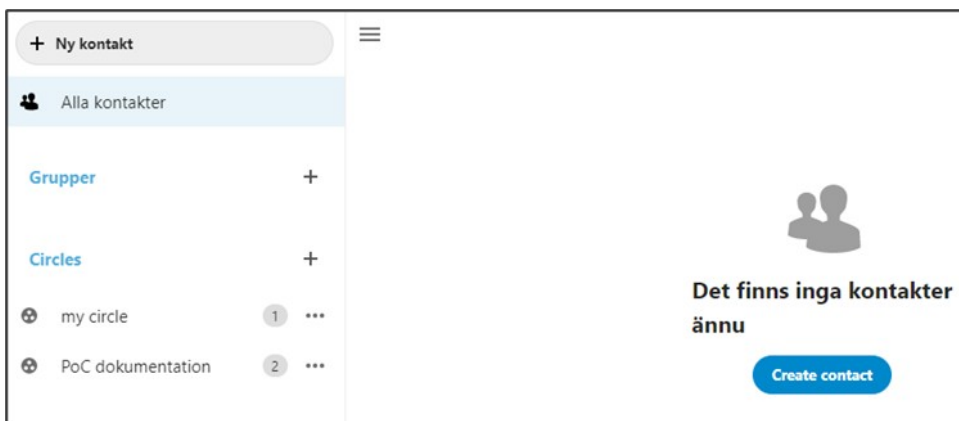 + Ny kontakt
Alla kontakter
Grupper +
Circles +
my circle 1 •••
PoC dokumentation 2 •••
Det finns inga kontakter
ännu
Create contact